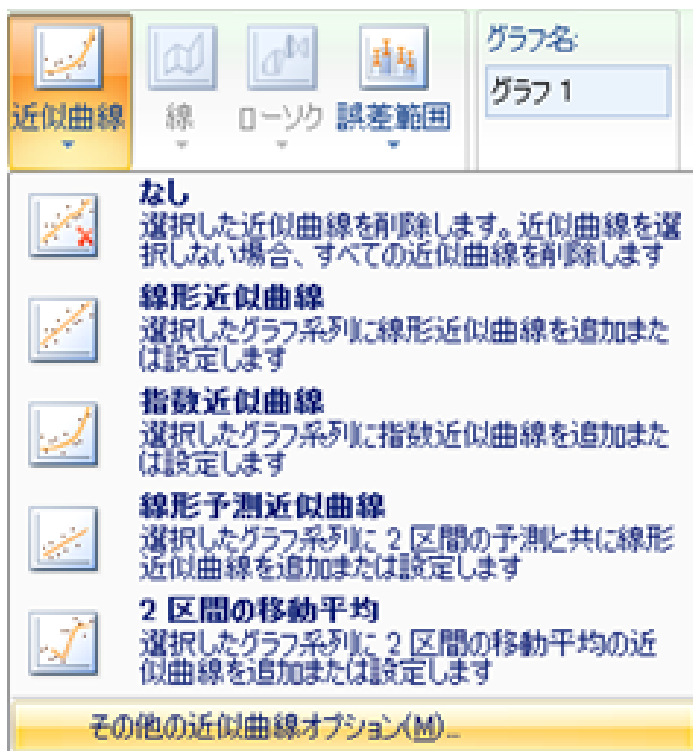 近似曲線
線
ローソク
誤差範囲
グラフ名:
グラフ 1
なし
選択した近似曲線を削除します。近似曲線を選
択しない場合、すべての近似曲線を削除します
線形近似曲線
選択したグラフ系列に線形近似曲線を追加また
は設定します
指数近似曲線
選択したグラフ系列に指数近似曲線を追加また
は設定します
線形予測近似曲線
選択したグラフ系列に 2 区間の予測と共に線形
近似曲線を追加または設定します
2 区間の移動平均
選択したグラフ系列に 2 区間の移動平均の近
似曲線を追加または設定します
その他の近似曲線オプション(M)...